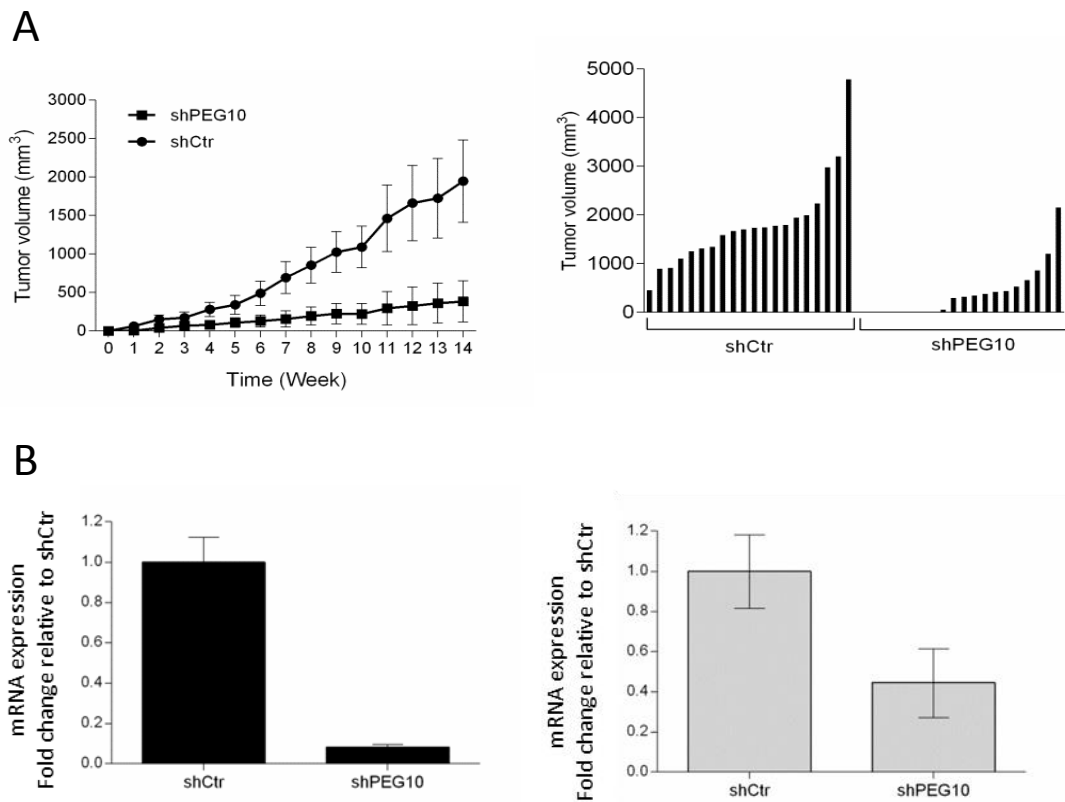 A
3000
2500
2000
1500
1000
500
0
Tumor volume (mm3)
shPEG10
shCtr
0 1 2 3 4 5 6 7 8 9 10 11 12 13 14
Time (Week)
5000
4000
3000
2000
1000
0
Tumor volume (mm3)
shCtr shPEG10
B
mRNA expression
Fold change relative to shCtr
1.2
1.0
0.8
0.6
0.4
0.2
0.0
shCtr shPEG10
mRNA expression
Fold change relative to shCtr
1.2
1.0
0.8
0.6
0.4
0.2
0.0
shCtr shPEG10